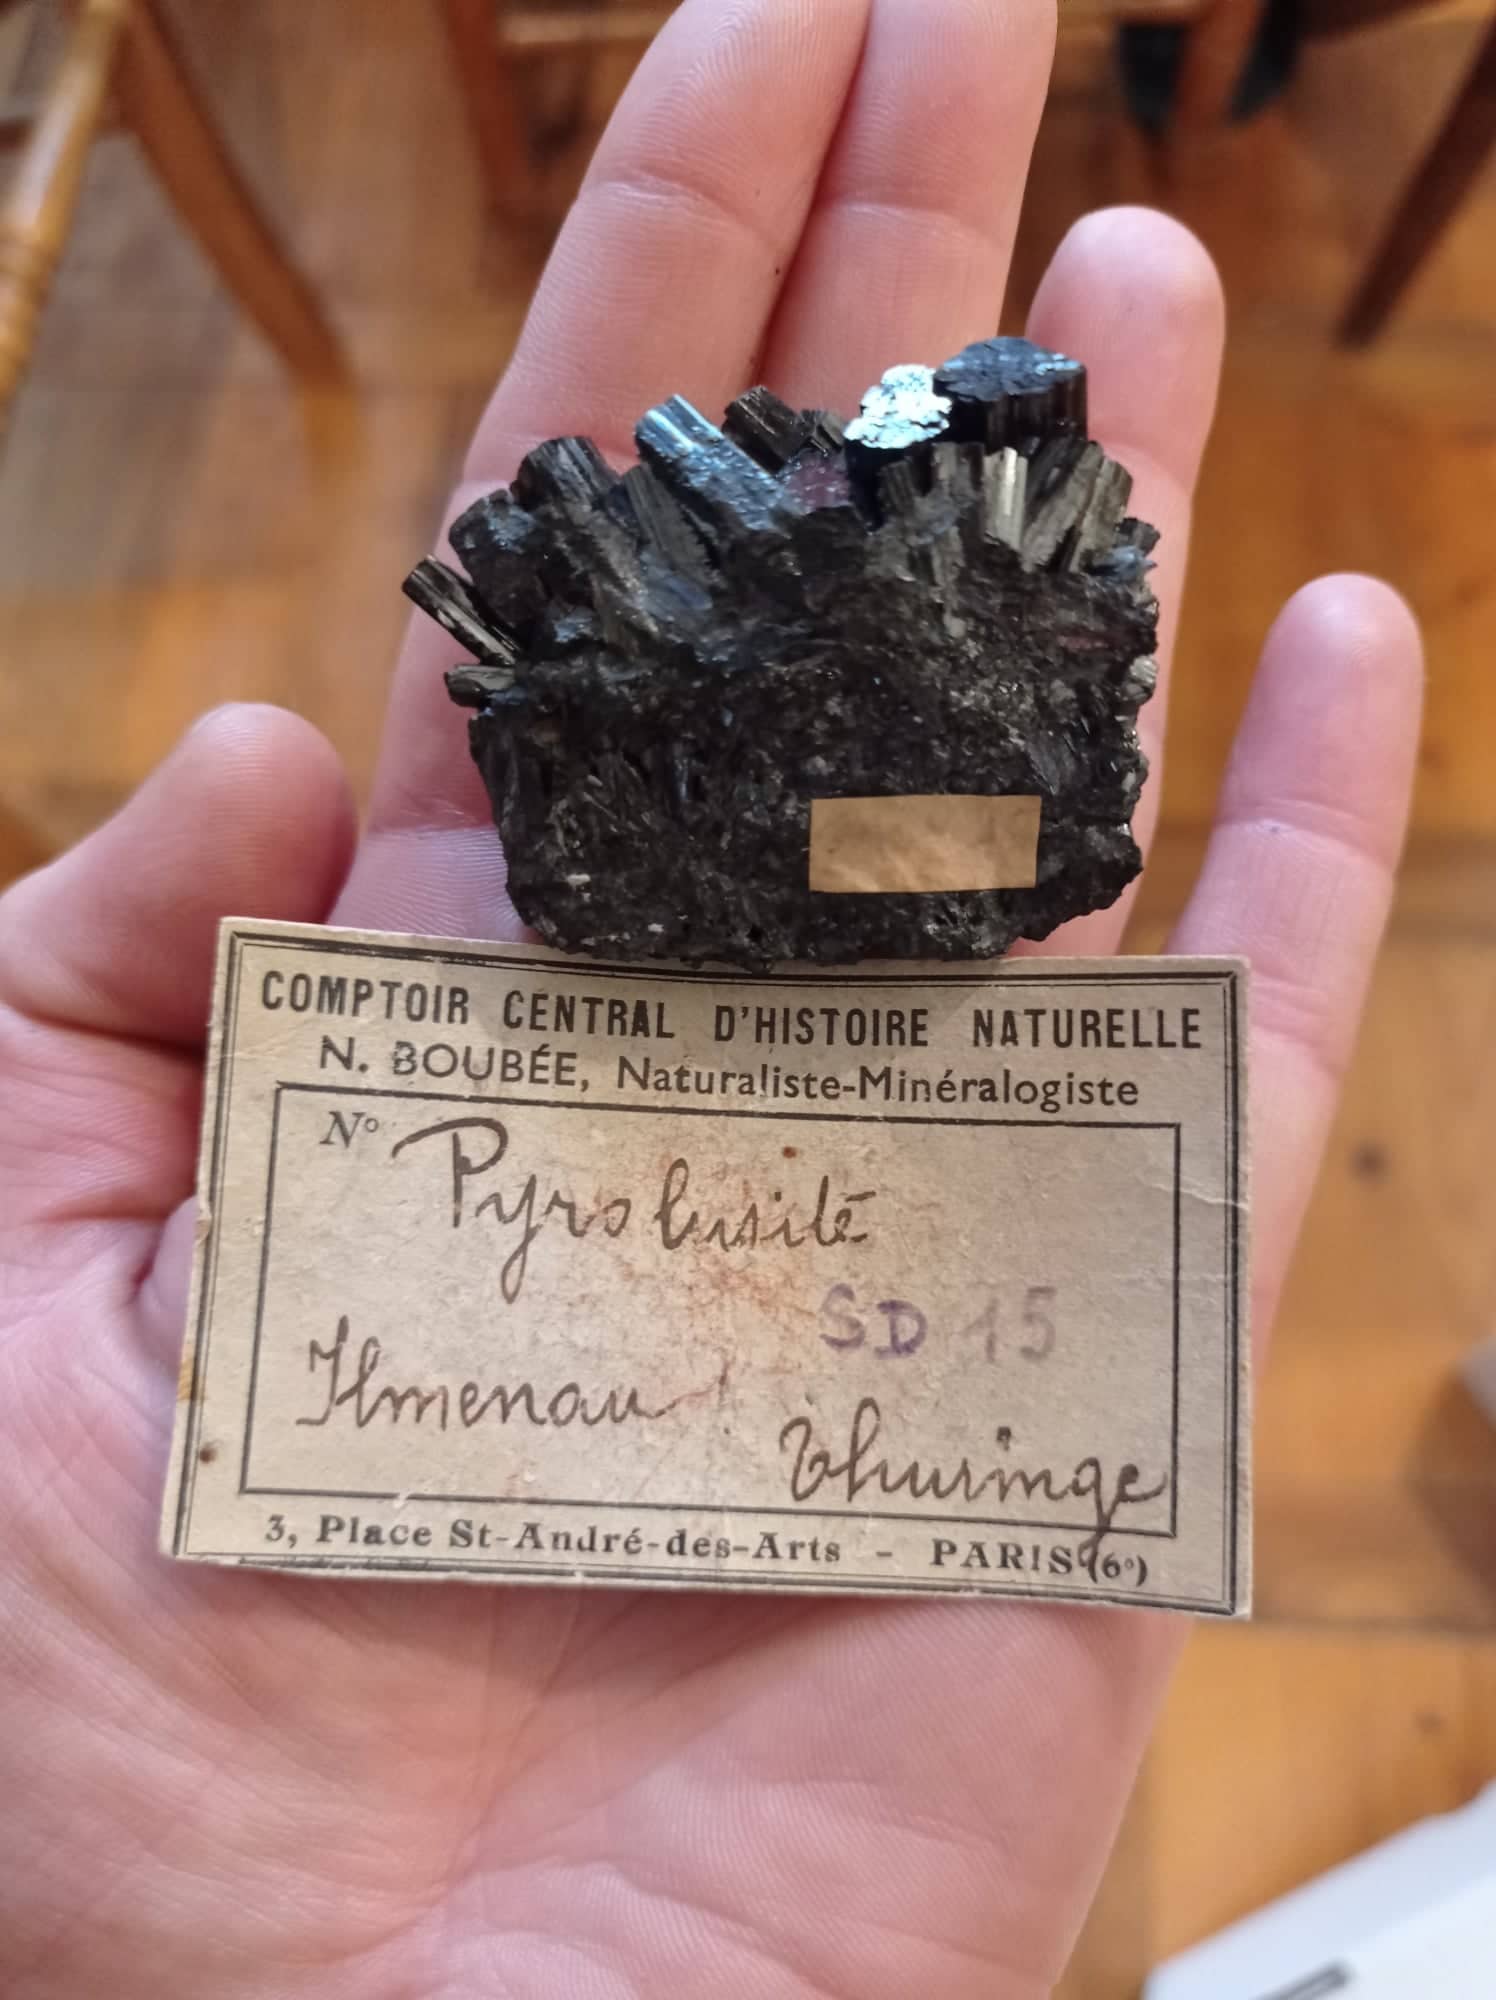 COMPTOIR CENTRAL D'HISTOIRE NATURELLE
N. BOUBÉE, Naturaliste-Minéralogiste
N° Pyrolusite
SD 15
Ilmenau
Thuringe
3, Place St-André-des-Arts - PARIS (6°)